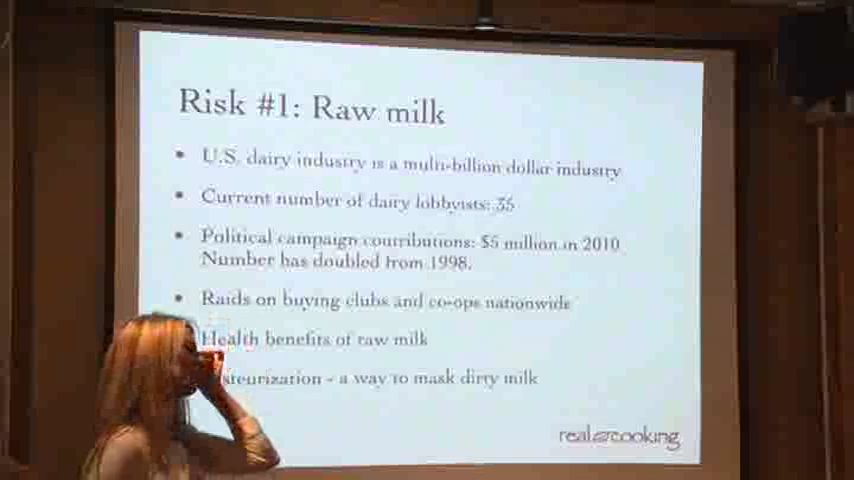 Risk #1: Raw milk
• U.S. dairy industry is a multi-billion dollar industry
• Current number of dairy lobbyists: 35
• Political campaign contributions: $5 million in 2010.
Number has doubled from 1998.
• Raids on buying clubs and co-ops nationwide
Health benefits of raw milk
steurization - a way to mask dirty milk
real cooking